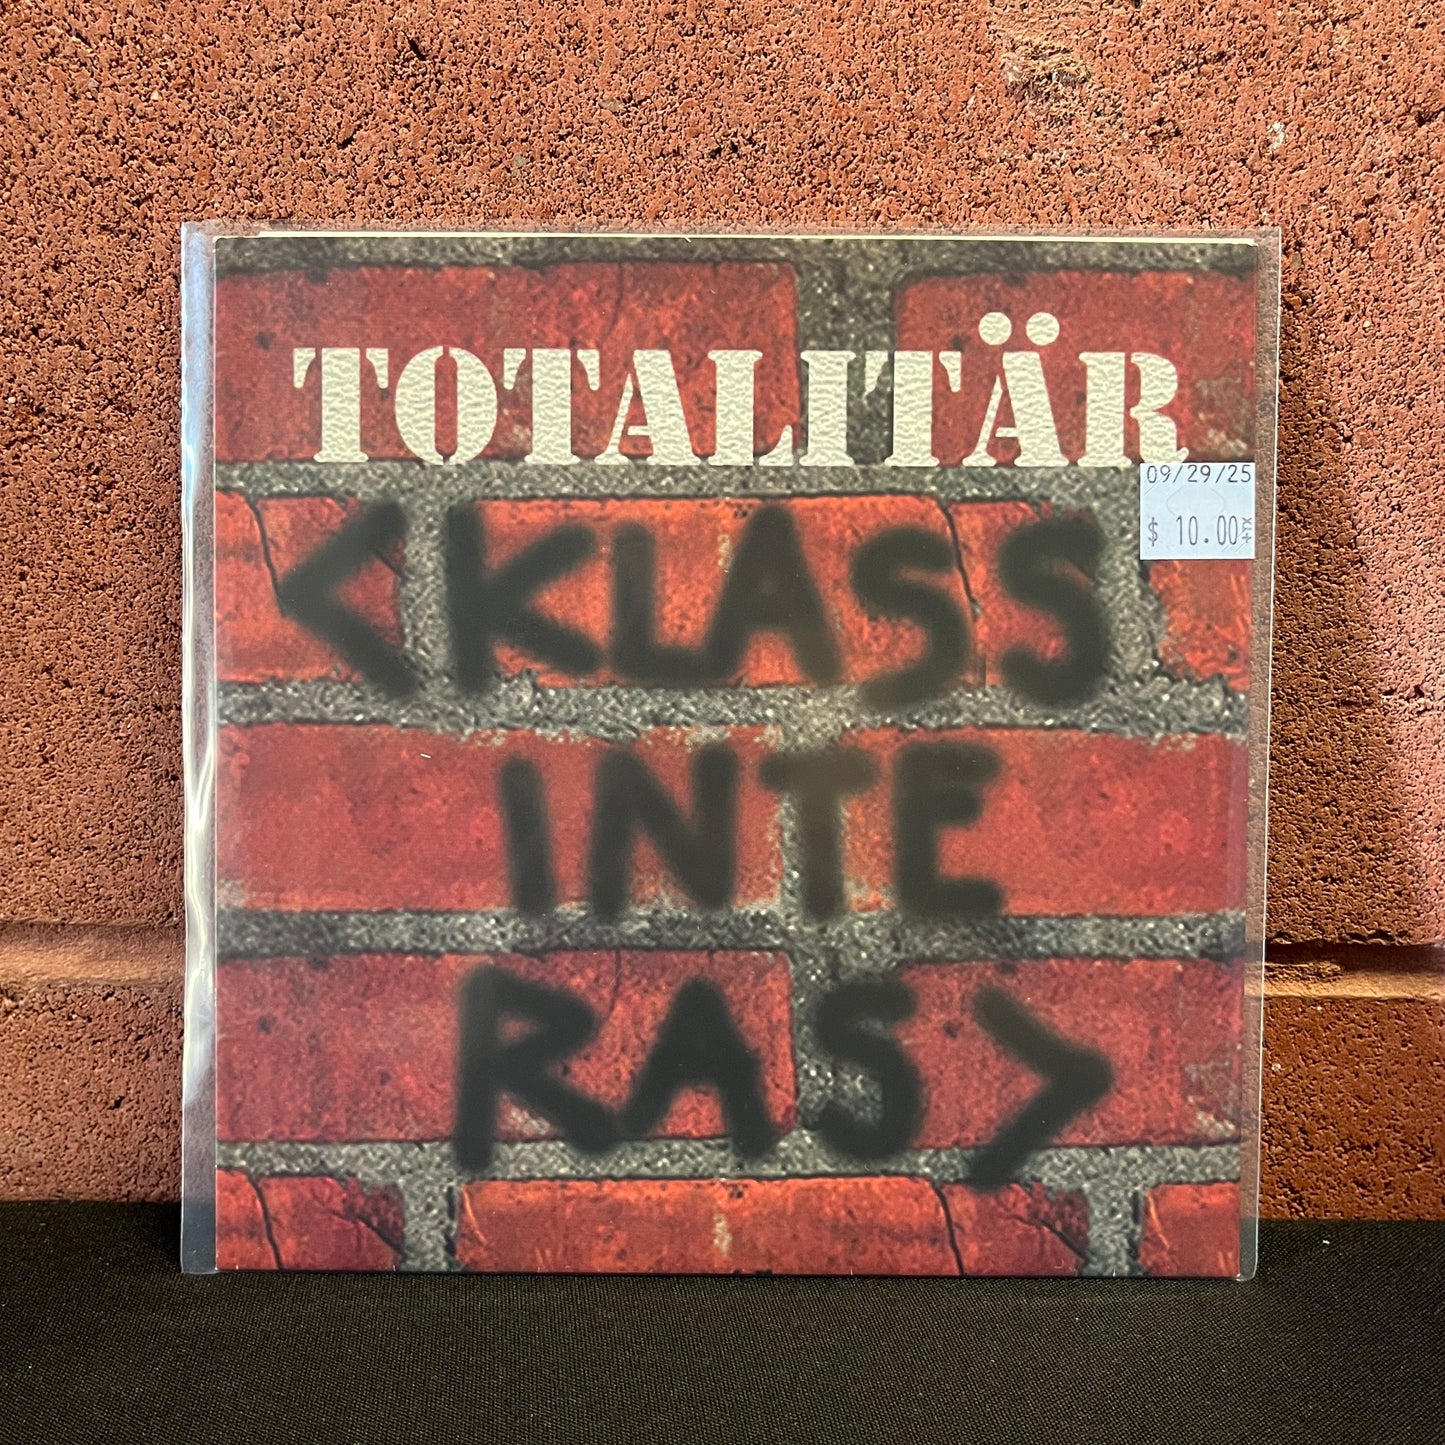 TOTALITÄR
09/29/25
$ 10.00
<KLASS
INTE
RAS>